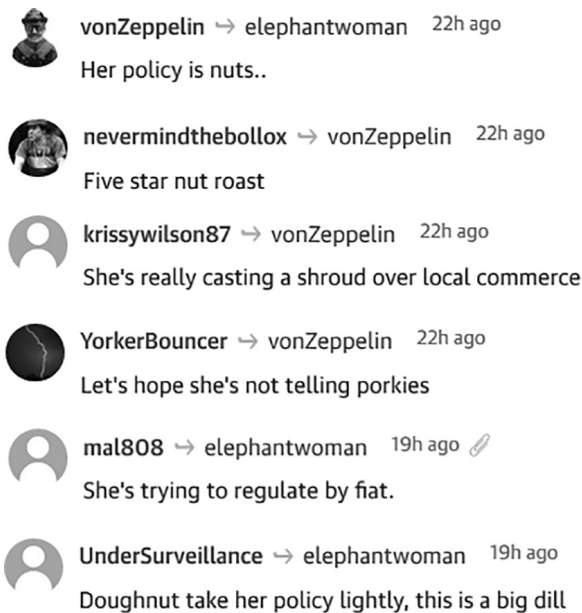 vonZeppelin ↪ elephantwoman 22h ago
Her policy is nuts..
nevermindthebollox ↪ vonZeppelin 22h ago
Five star nut roast
krissywilson87 ↪ vonZeppelin 22h ago
She's really casting a shroud over local commerce
YorkerBouncer ↪ vonZeppelin 22h ago
Let's hope she's not telling porkies
mal808 ↪ elephantwoman 19h ago
She's trying to regulate by fiat.
UnderSurveillance ↪ elephantwoman 19h ago
Doughnut take her policy lightly, this is a big dill